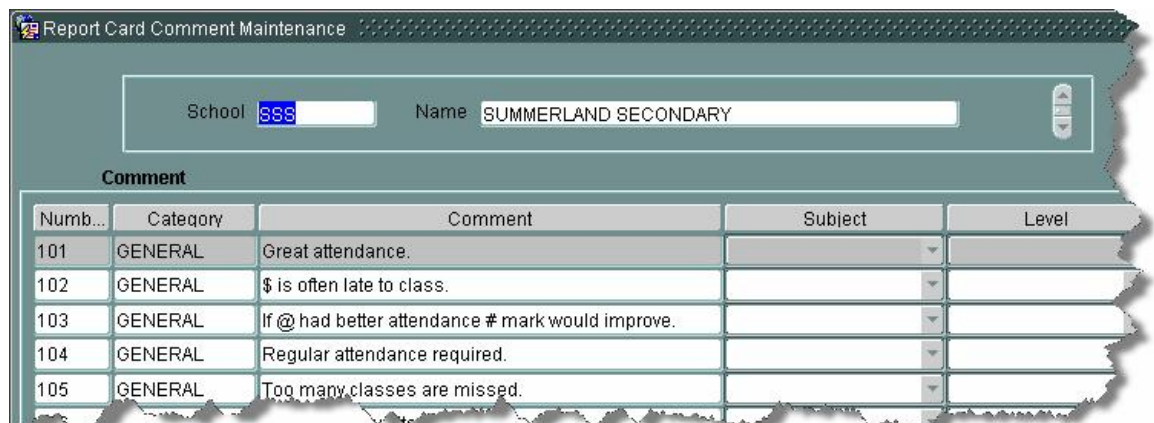 Report Card Comment Maintenance
School SSS Name SUMMERLAND SECONDARY
Comment
Numb... Category Comment Subject Level
101 GENERAL Great attendance.
102 GENERAL $ is often late to class.
103 GENERAL If @ had better attendance # mark would improve.
104 GENERAL Regular attendance required.
105 GENERAL Too many classes are missed.